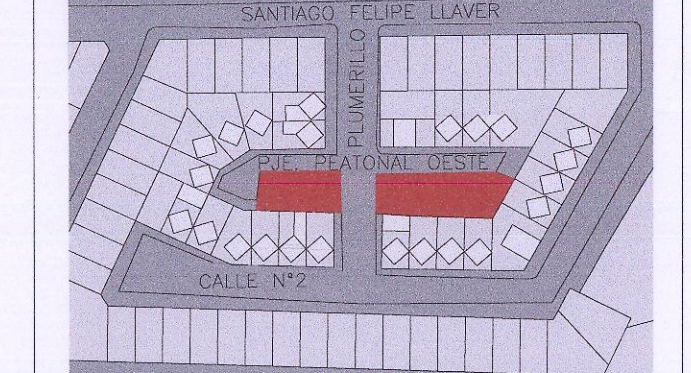 SANTIAGO FELIPE LLAVER
PLUMERILLO
PJE. PEATONAL OESTE
CALLE N°2